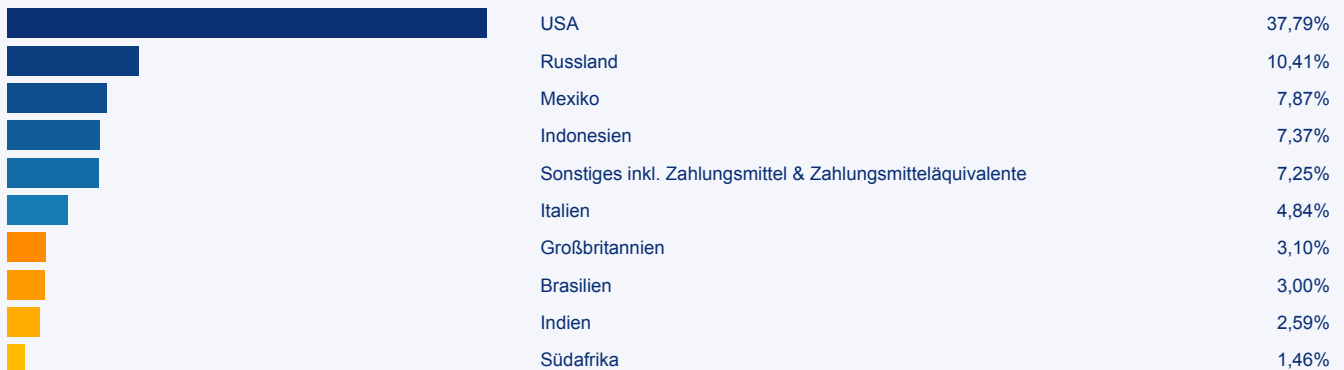 USA 37,79%
Russland 10,41%
Mexiko 7,87%
Indonesien 7,37%
Sonstiges inkl. Zahlungsmittel & Zahlungsmitteläquivalente 7,25%
Italien 4,84%
Großbritannien 3,10%
Brasilien 3,00%
Indien 2,59%
Südafrika 1,46%